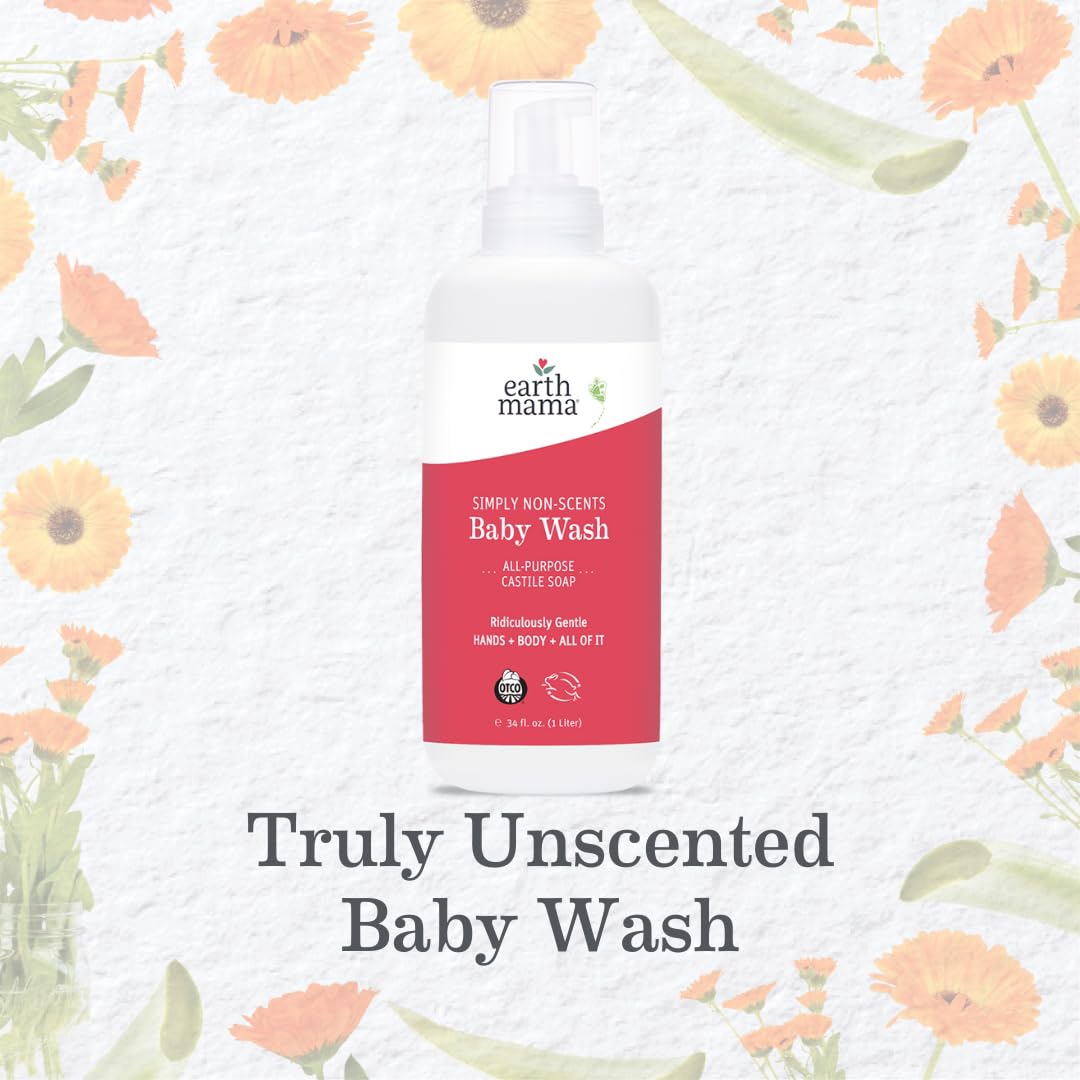 earth
mama®
SIMPLY NON-SCENTS
Baby Wash
... ALL-PURPOSE ...
CASTILE SOAP
Ridiculously Gentle
HANDS + BODY + ALL OF IT
OTCO
℮ 34 fl. oz. (1 Liter)
Truly Unscented
Baby Wash